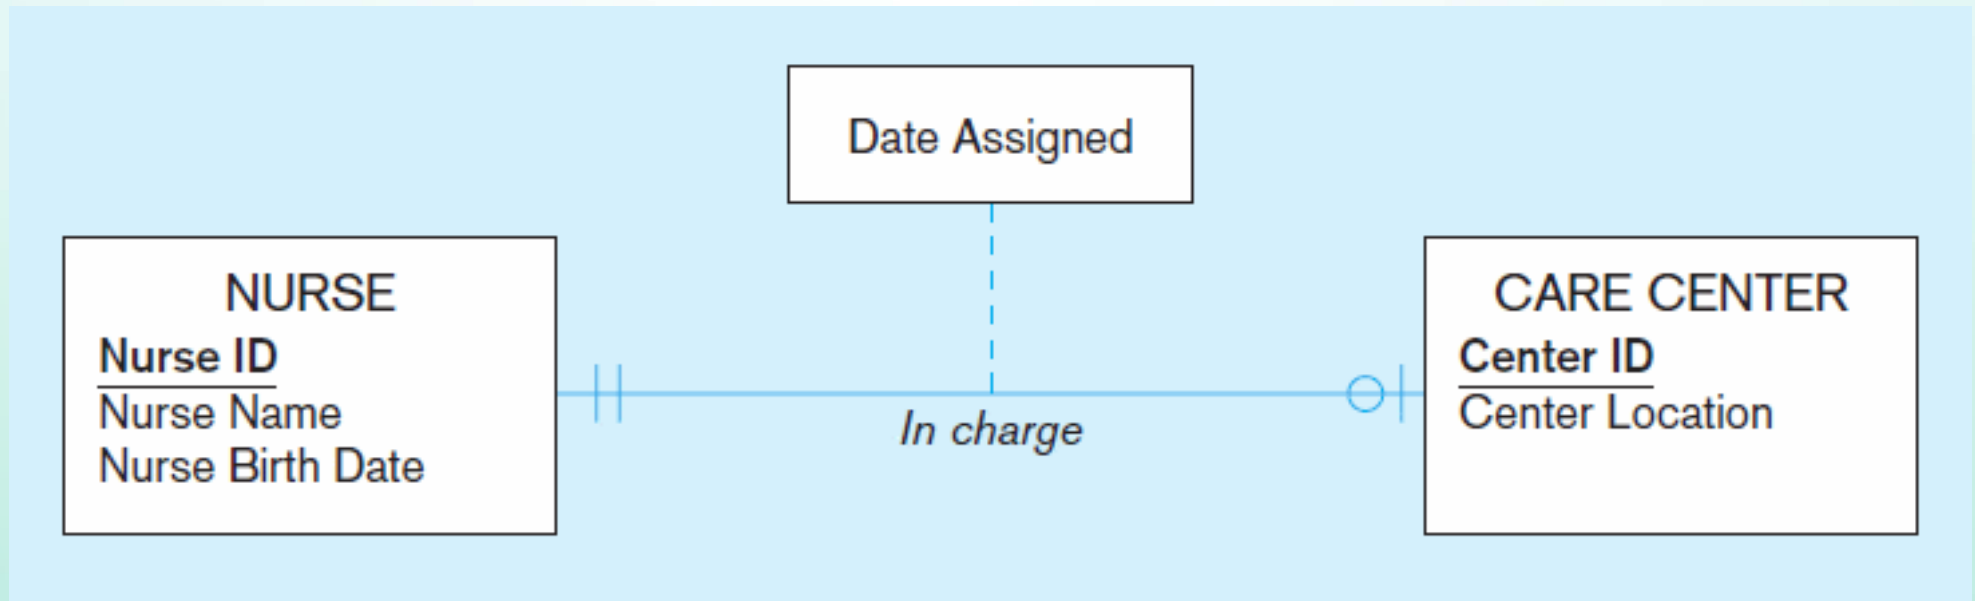 Date Assigned
NURSE
Nurse ID
Nurse Name
Nurse Birth Date
In charge
CARE CENTER
Center ID
Center Location